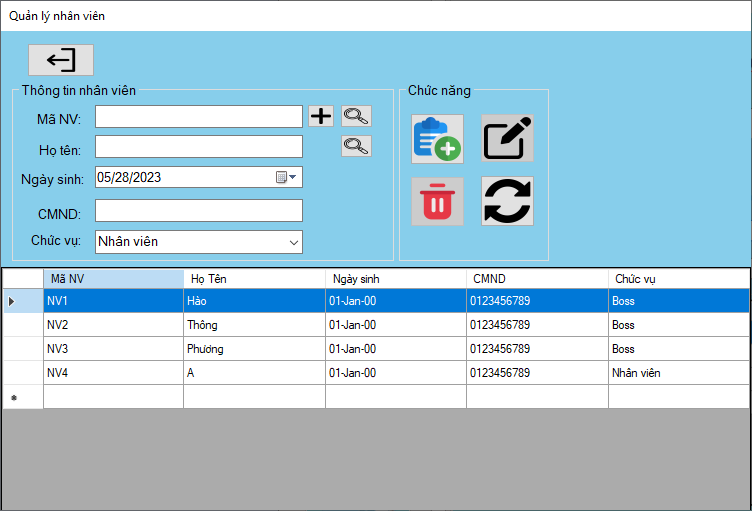 Quản lý nhân viên
Thông tin nhân viên
Chức năng
Mã NV:
Họ tên:
Ngày sinh:
05/28/2023
CMND:
Chức vụ:
Nhân viên
Mã NV Họ Tên Ngày sinh CMND Chức vụ
NV1 Hào 01-Jan-00 0123456789 Boss
NV2 Thông 01-Jan-00 0123456789 Boss
NV3 Phương 01-Jan-00 0123456789 Boss
NV4 A 01-Jan-00 0123456789 Nhân viên